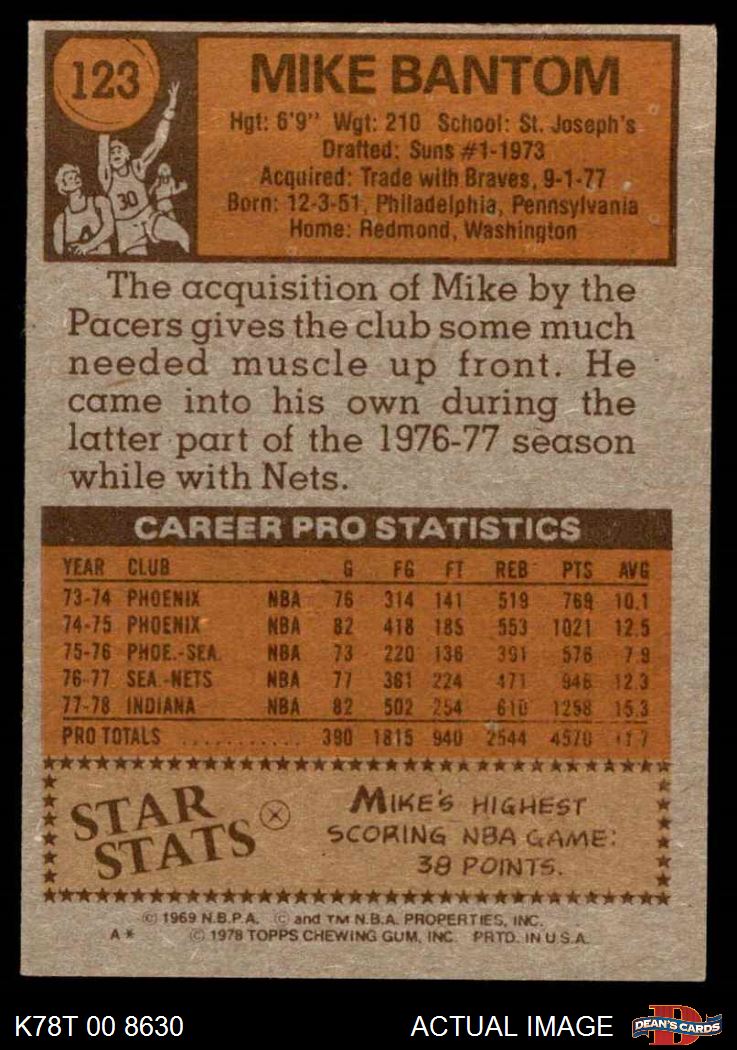 123
MIKE BANTOM
Hgt: 6'9" Wgt: 210 School: St. Joseph's
Drafted: Suns #1-1973
Acquired: Trade with Braves, 9-1-77
Born: 12-3-51, Philadelphia, Pennsylvania
Home: Redmond, Washington
30
The acquisition of Mike by the
Pacers gives the club some much
needed muscle up front. He
came into his own during the
latter part of the 1976-77 season
while with Nets.
CAREER PRO STATISTICS
YEAR CLUB G FG FT REB PTS AVG
73-74 PHOENIX NBA 76 314 141 519 769 10.1
74-75 PHOENIX NBA 82 418 185 553 1021 12.5
75-76 PHOE.-SEA. NBA 73 220 136 391 576 7.9
76-77 SEA.-NETS NBA 77 361 224 471 946 12.3
77-78 INDIANA NBA 82 502 254 610 1258 15.3
PRO TOTALS ........... 390 1815 940 2544 4570 11.7
STAR
STATS
MIKE'S HIGHEST
SCORING NBA GAME:
38 POINTS.
© 1969 N.B.P.A. © and TM N.B.A. PROPERTIES, INC.
A * © 1978 TOPPS CHEWING GUM, INC. PRTD. IN U.S.A.
K78T 00 8630 ACTUAL IMAGE DEAN'S CARDS